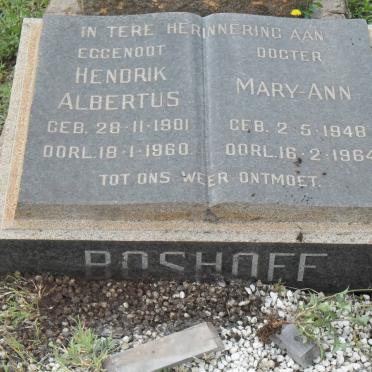 IN TERE HERINNERING AAN
EGGENOOT
HENDRIK
ALBERTUS
GEB. 28-11-1901
OORL. 18-1-1960.
DOGTER
MARY-ANN
GEB. 2-5-1948
OORL. 16-2-1964
TOT ONS WEER ONTMOET.
BOSHOFF